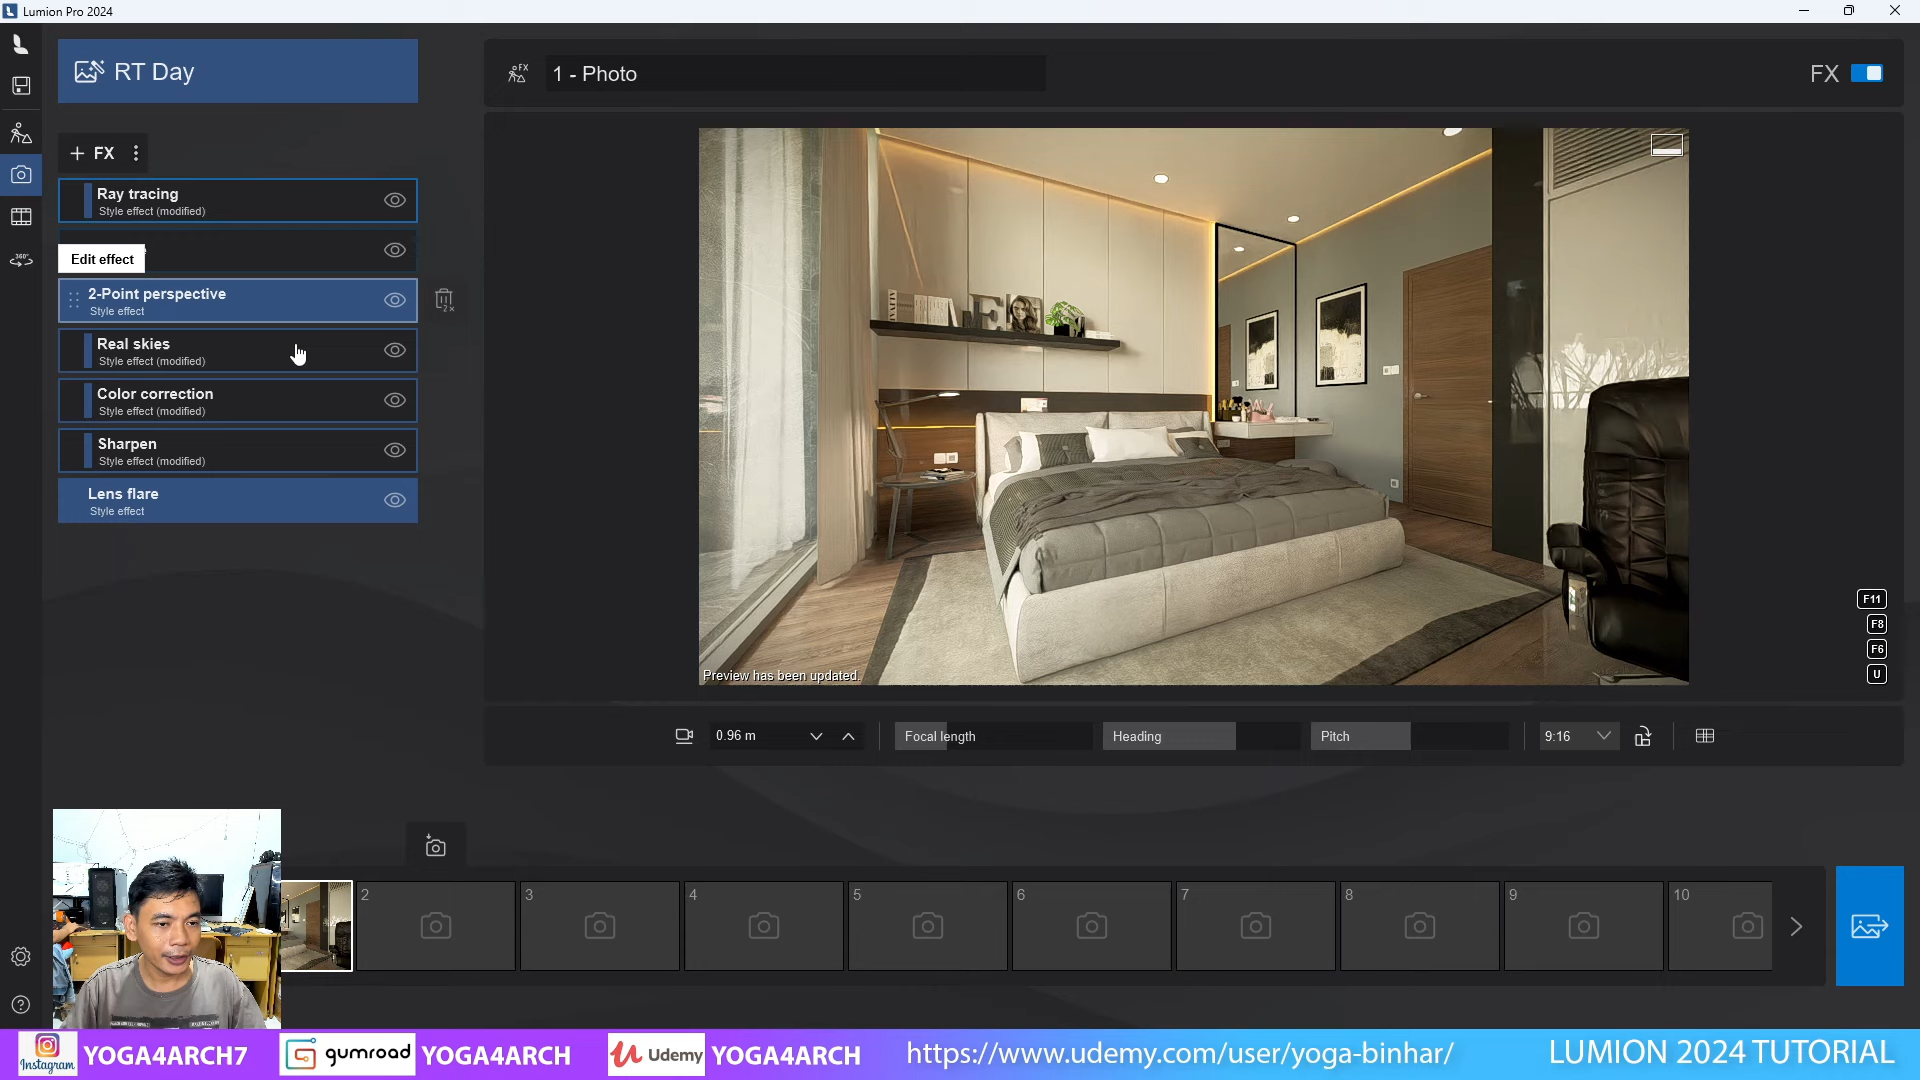 Lumion Pro 2024
RT Day
1 - Photo
FX
FX
Ray tracing
Style effect (modified)
Edit effect
2-Point perspective
Style effect
Real skies
Style effect (modified)
Color correction
Style effect (modified)
Sharpen
Style effect (modified)
Lens flare
Style effect
2x
360°
Preview has been updated.
F11
F8
F6
U
0.96 m
Focal length
Heading
Pitch
9:16
2
3
4
5
6
7
8
9
10
Instagram YOGA4ARCH7 gumroad YOGA4ARCH Udemy YOGA4ARCH https://www.udemy.com/user/yoga-binhar/ LUMION 2024 TUTORIAL